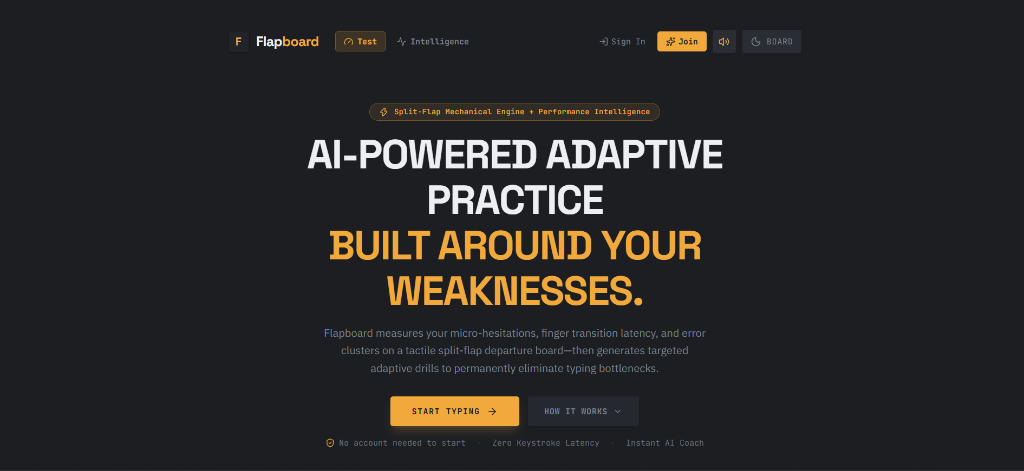 F Flapboard Test Intelligence Sign In Join BOARD
Split-Flap Mechanical Engine + Performance Intelligence
AI-POWERED ADAPTIVE
PRACTICE
BUILT AROUND YOUR
WEAKNESSES.
Flapboard measures your micro-hesitations, finger transition latency, and error
clusters on a tactile split-flap departure board—then generates targeted
adaptive drills to permanently eliminate typing bottlenecks.
START TYPING → HOW IT WORKS
No account needed to start · Zero Keystroke Latency · Instant AI Coach